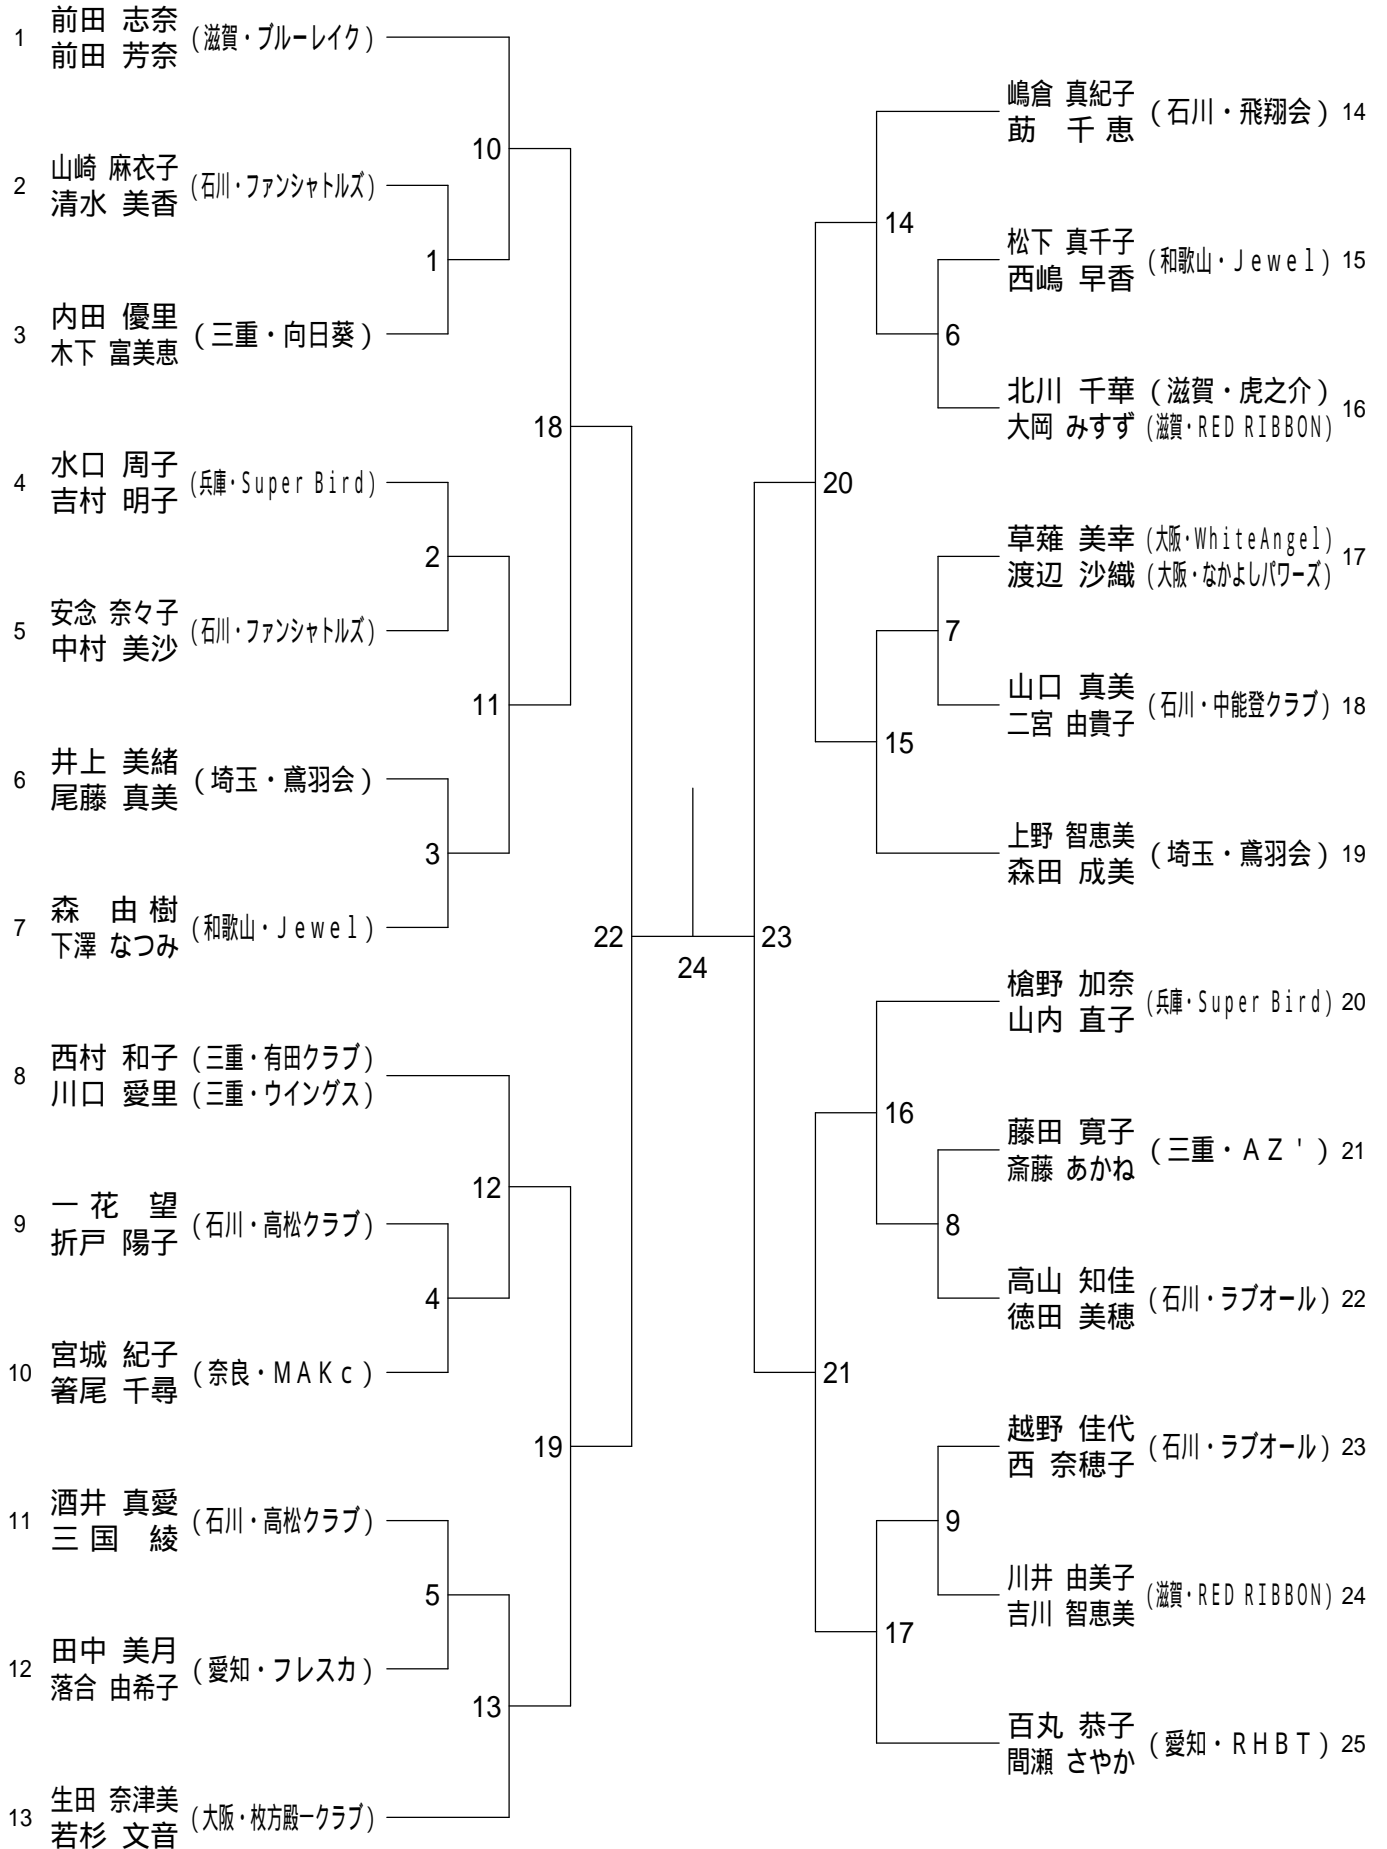 1 前田 志奈 (滋賀・ブルーレイク)
前田 芳奈
2 山崎 麻衣子 (石川・ファンシャトルズ)
清水 美香
3 内田 優里 (三重・向日葵)
木下 富美恵
4 水口 周子 (兵庫・Super Bird)
吉村 明子
5 安念 奈々子 (石川・ファンシャトルズ)
中村 美沙
6 井上 美緒 (埼玉・鳶羽会)
尾藤 真美
7 森 由樹 (和歌山・Jewel)
下澤 なつみ
8 西村 和子 (三重・有田クラブ)
川口 愛里 (三重・ウイングス)
9 一花 望 (石川・高松クラブ)
折戸 陽子
10 宮城 紀子 (奈良・MAKc)
箸尾 千尋
11 酒井 真愛 (石川・高松クラブ)
三国 綾
12 田中 美月 (愛知・フレスカ)
落合 由希子
13 生田 奈津美 (大阪・枚方殿一クラブ)
若杉 文音
10
1
18
2
11
3
22
12
4
19
5
13
24
23
14
6
20
7
15
16
8
21
9
17
嶋倉 真紀子 (石川・飛翔会) 14
莇 千恵
松下 真千子 (和歌山・Jewel) 15
西嶋 早香
北川 千華 (滋賀・虎之介) 16
大岡 みすず (滋賀・RED RIBBON)
草薙 美幸 (大阪・WhiteAngel) 17
渡辺 沙織 (大阪・なかよしパワーズ)
山口 真美 (石川・中能登クラブ) 18
二宮 由貴子
上野 智恵美 (埼玉・鳶羽会) 19
森田 成美
槍野 加奈 (兵庫・Super Bird) 20
山内 直子
藤田 寛子 (三重・AZ') 21
斎藤 あかね
高山 知佳 (石川・ラブオール) 22
徳田 美穂
越野 佳代 (石川・ラブオール) 23
西 奈穂子
川井 由美子 (滋賀・RED RIBBON) 24
吉川 智恵美
百丸 恭子 (愛知・RHBT) 25
間瀬 さやか